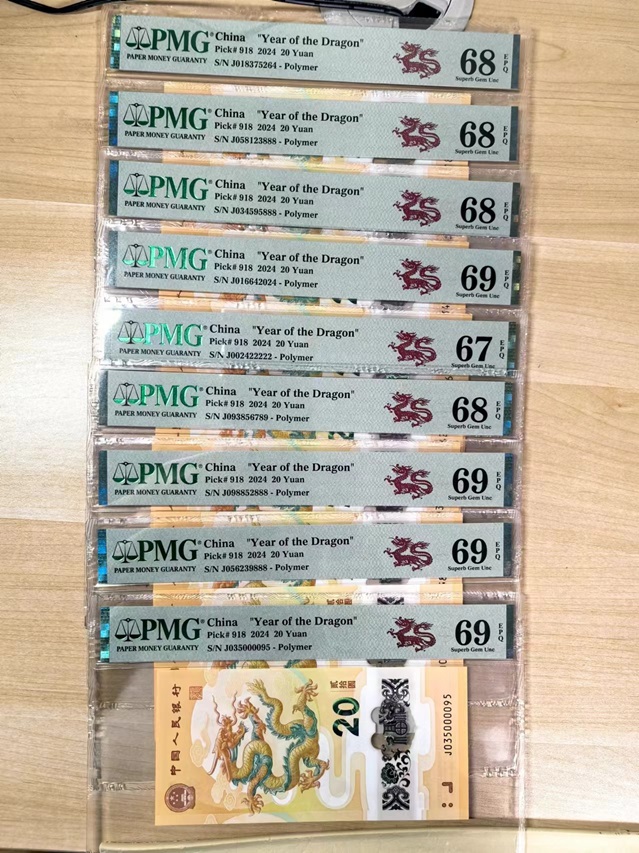 PMG China "Year of the Dragon"
Pick# 918 2024 20 Yuan
PAPER MONEY GUARANTY S/N J018375264 - Polymer
68 EPQ
Superb Gem Unc
PMG China "Year of the Dragon"
Pick# 918 2024 20 Yuan
PAPER MONEY GUARANTY S/N J058123888 - Polymer
68 EPQ
Superb Gem Unc
PMG China "Year of the Dragon"
Pick# 918 2024 20 Yuan
PAPER MONEY GUARANTY S/N J034595888 - Polymer
68 EPQ
Superb Gem Unc
PMG China "Year of the Dragon"
Pick# 918 2024 20 Yuan
PAPER MONEY GUARANTY S/N J016642024 - Polymer
69 EPQ
Superb Gem Unc
PMG China "Year of the Dragon"
Pick# 918 2024 20 Yuan
PAPER MONEY GUARANTY S/N J002422222 - Polymer
67 EPQ
Superb Gem Unc
PMG China "Year of the Dragon"
Pick# 918 2024 20 Yuan
PAPER MONEY GUARANTY S/N J093856789 - Polymer
68 EPQ
Superb Gem Unc
PMG China "Year of the Dragon"
Pick# 918 2024 20 Yuan
PAPER MONEY GUARANTY S/N J098852888 - Polymer
69 EPQ
Superb Gem Unc
PMG China "Year of the Dragon"
Pick# 918 2024 20 Yuan
PAPER MONEY GUARANTY S/N J056239888 - Polymer
69 EPQ
Superb Gem Unc
PMG China "Year of the Dragon"
Pick# 918 2024 20 Yuan
PAPER MONEY GUARANTY S/N J035000095 - Polymer
69 EPQ
Superb Gem Unc
中国人民银行
贰拾圆
20
J035000095